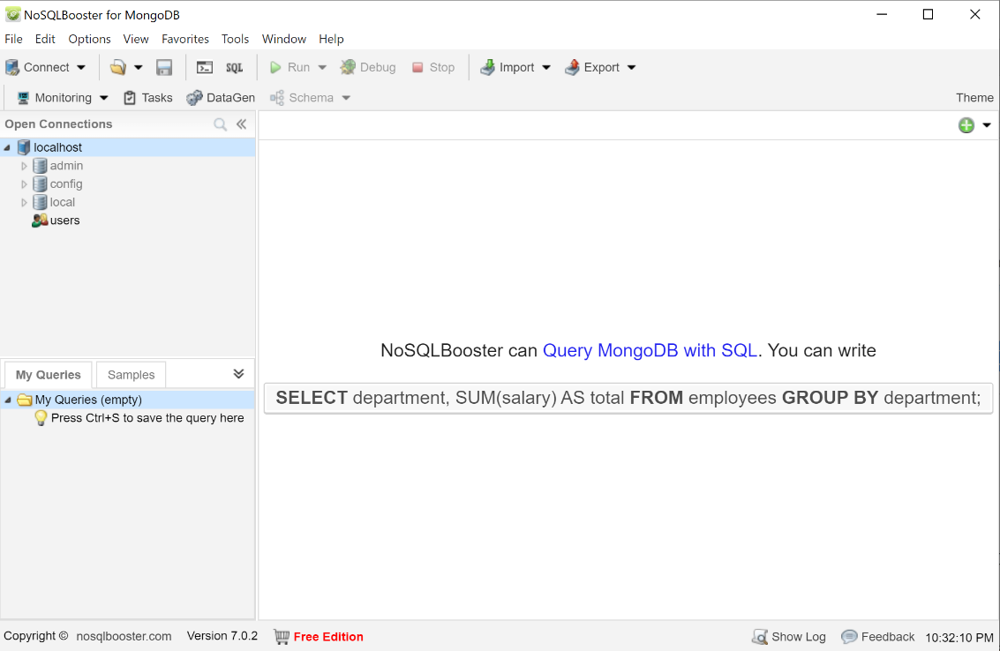 NoSQLBooster for MongoDB
File Edit Options View Favorites Tools Window Help
Connect SQL Run Debug Stop Import Export
Monitoring Tasks DataGen Schema Theme
Open Connections
localhost
admin
config
local
users
NoSQLBooster can Query MongoDB with SQL. You can write
SELECT department, SUM(salary) AS total FROM employees GROUP BY department;
My Queries Samples
My Queries (empty)
Press Ctrl+S to save the query here
Copyright © nosqlbooster.com Version 7.0.2 Free Edition Show Log Feedback 10:32:10 PM